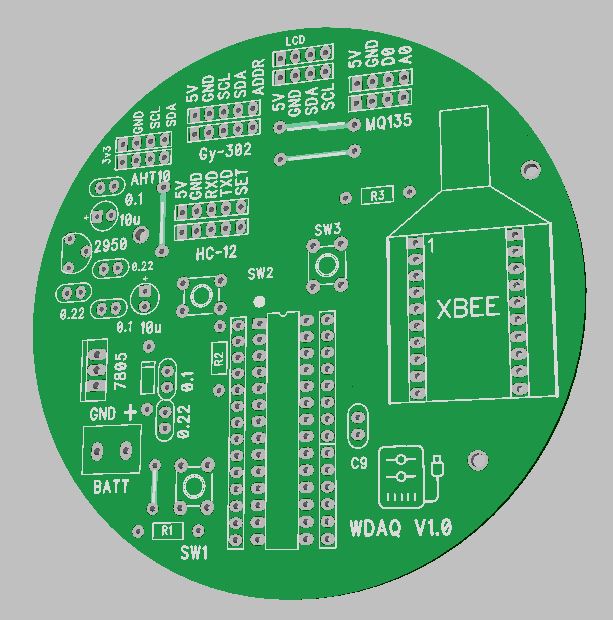 LCD
5V
GND
SDA
SCL
5V
GND
D0
A0
MQ135
5V
GND
SCL
SDA
ADDR
Gy-302
3v3
GND
SCL
SDA
AHT10
5V
GND
RXD
TXD
SET
HC-12
0.1
+
10u
2950
0.22
0.22
+
0.1
10u
SW2
SW3
R3
1
XBEE
7805
R2
0.1
GND +
0.22
BATT
C9
R1
SW1
WDAQ V1.0